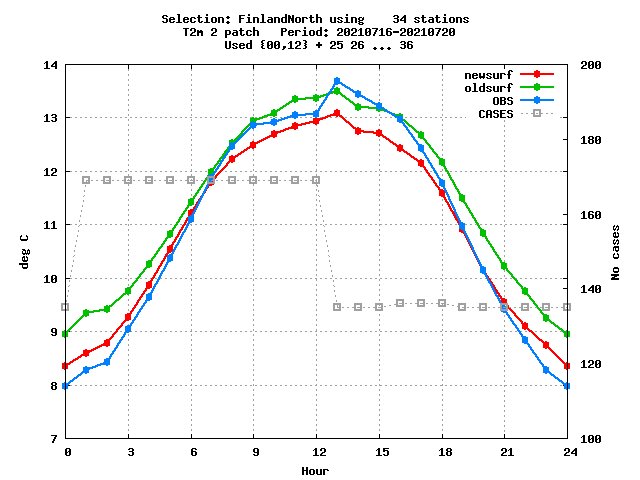 Selection: FinlandNorth using    34 stations
T2m 2 patch   Period: 20210716-20210720
Used {00,12} + 25 26 ... 36
newsurf
oldsurf
OBS
CASES
14
13
12
11
10
9
8
7
deg C
200
180
160
140
120
100
No cases
0 3 6 9 12 15 18 21 24
Hour